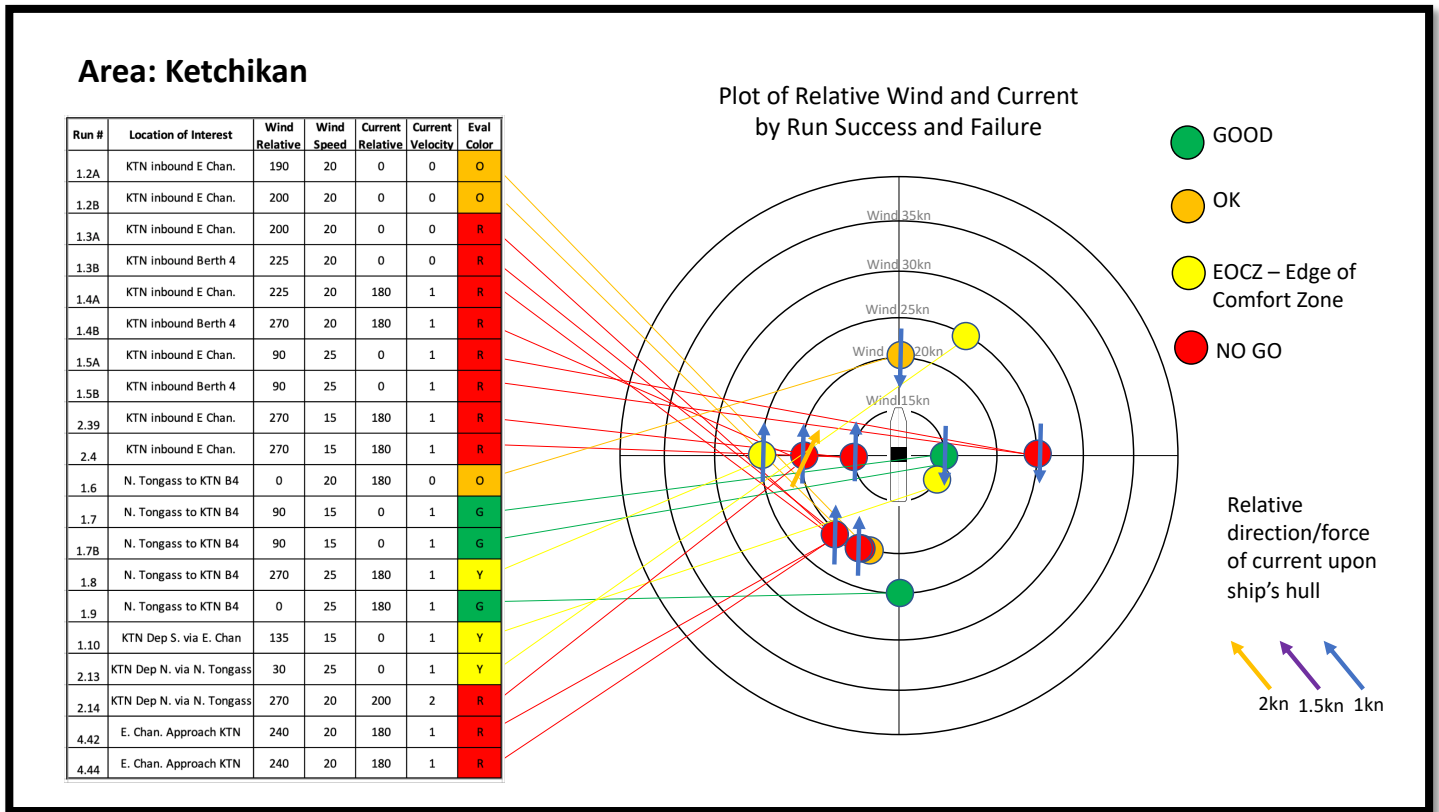 Area: Ketchikan
Run # Location of Interest Wind Relative Wind Speed Current Relative Current Velocity Eval Color
1.2A KTN inbound E Chan. 190 20 0 0 O
1.2B KTN inbound E Chan. 200 20 0 0 O
1.3A KTN inbound E Chan. 200 20 0 0 R
1.3B KTN inbound Berth 4 225 20 0 0 R
1.4A KTN inbound E Chan. 225 20 180 1 R
1.4B KTN inbound Berth 4 270 20 180 1 R
1.5A KTN inbound E Chan. 90 25 0 1 R
1.5B KTN inbound Berth 4 90 25 0 1 R
2.39 KTN inbound E Chan. 270 15 180 1 R
2.4 KTN inbound E Chan. 270 15 180 1 R
1.6 N. Tongass to KTN B4 0 20 180 0 O
1.7 N. Tongass to KTN B4 90 15 0 1 G
1.7B N. Tongass to KTN B4 90 15 0 1 G
1.8 N. Tongass to KTN B4 270 25 180 1 Y
1.9 N. Tongass to KTN B4 0 25 180 1 G
1.10 KTN Dep S. via E. Chan 135 15 0 1 Y
2.13 KTN Dep N. via N. Tongass 30 25 0 1 Y
2.14 KTN Dep N. via N. Tongass 270 20 200 2 R
4.42 E. Chan. Approach KTN 240 20 180 1 R
4.44 E. Chan. Approach KTN 240 20 180 1 R
Plot of Relative Wind and Current
by Run Success and Failure
Wind 35kn
Wind 30kn
Wind 25kn
Wind 20kn
Wind 15kn
GOOD
OK
EOCZ – Edge of
Comfort Zone
NO GO
Relative
direction/force
of current upon
ship's hull
2kn 1.5kn 1kn